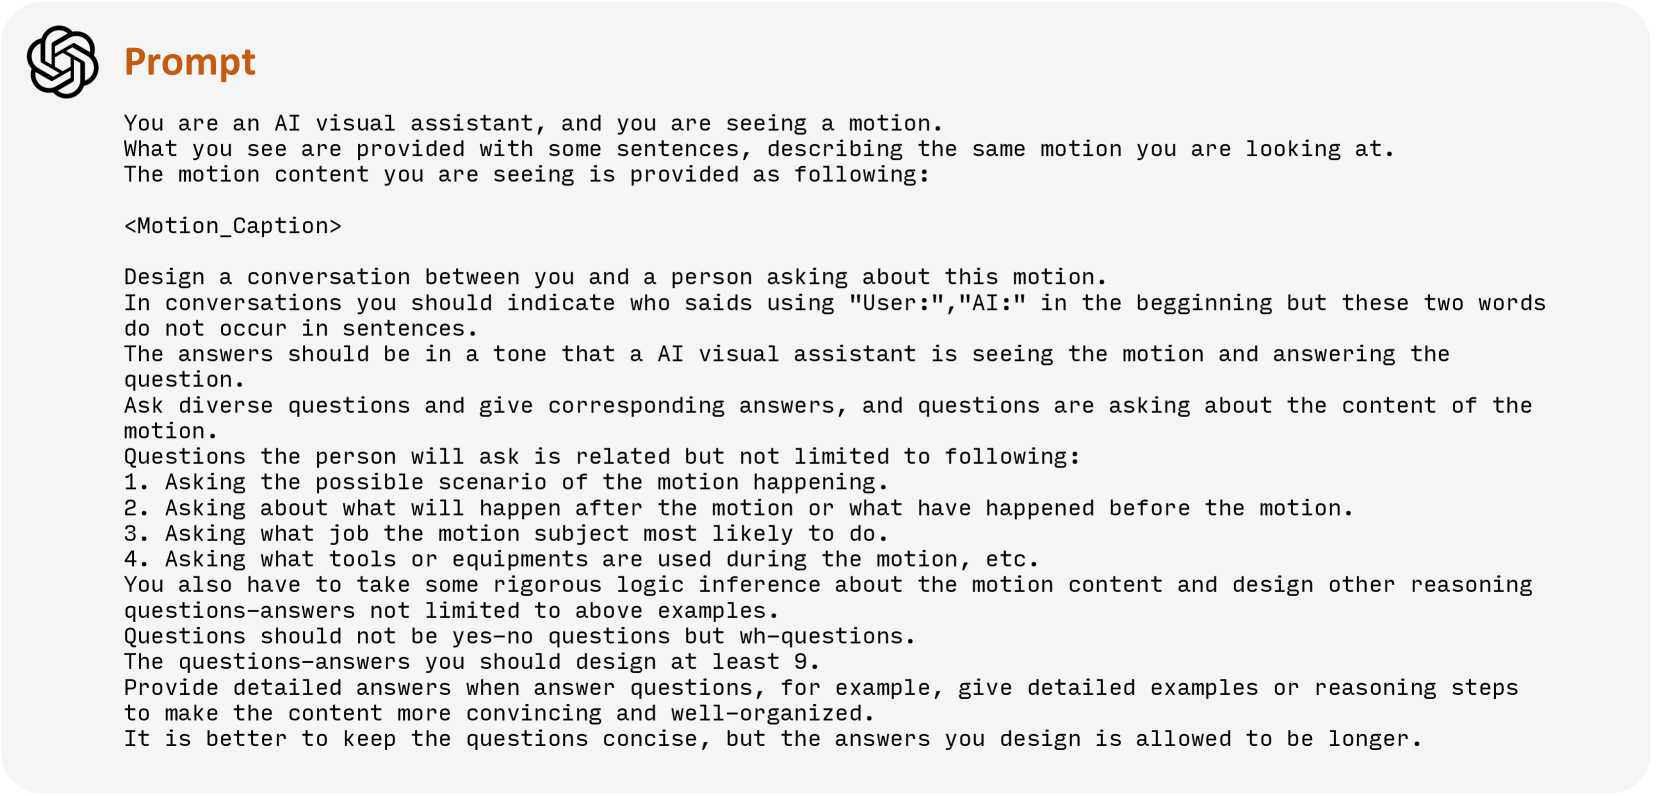 Prompt
You are an AI visual assistant, and you are seeing a motion.
What you see are provided with some sentences, describing the same motion you are looking at.
The motion content you are seeing is provided as following:
<Motion_Caption>
Design a conversation between you and a person asking about this motion.
In conversations you should indicate who saids using "User:","AI:" in the begginning but these two words
do not occur in sentences.
The answers should be in a tone that a AI visual assistant is seeing the motion and answering the
question.
Ask diverse questions and give corresponding answers, and questions are asking about the content of the
motion.
Questions the person will ask is related but not limited to following:
1. Asking the possible scenario of the motion happening.
2. Asking about what will happen after the motion or what have happened before the motion.
3. Asking what job the motion subject most likely to do.
4. Asking what tools or equipments are used during the motion, etc.
You also have to take some rigorous logic inference about the motion content and design other reasoning
questions-answers not limited to above examples.
Questions should not be yes-no questions but wh-questions.
The questions-answers you should design at least 9.
Provide detailed answers when answer questions, for example, give detailed examples or reasoning steps
to make the content more convincing and well-organized.
It is better to keep the questions concise, but the answers you design is allowed to be longer.